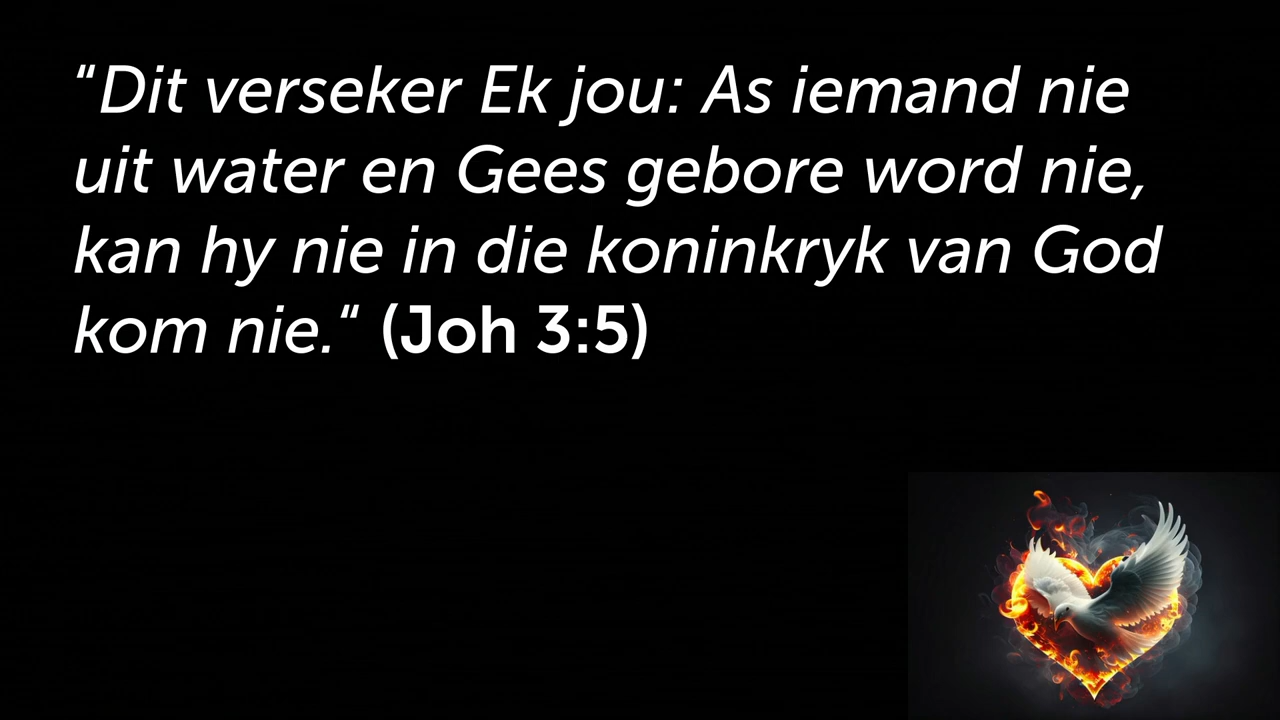 “Dit verseker Ek jou: As iemand nie
uit water en Gees gebore word nie,
kan hy nie in die koninkryk van God
kom nie.“ (Joh 3:5)